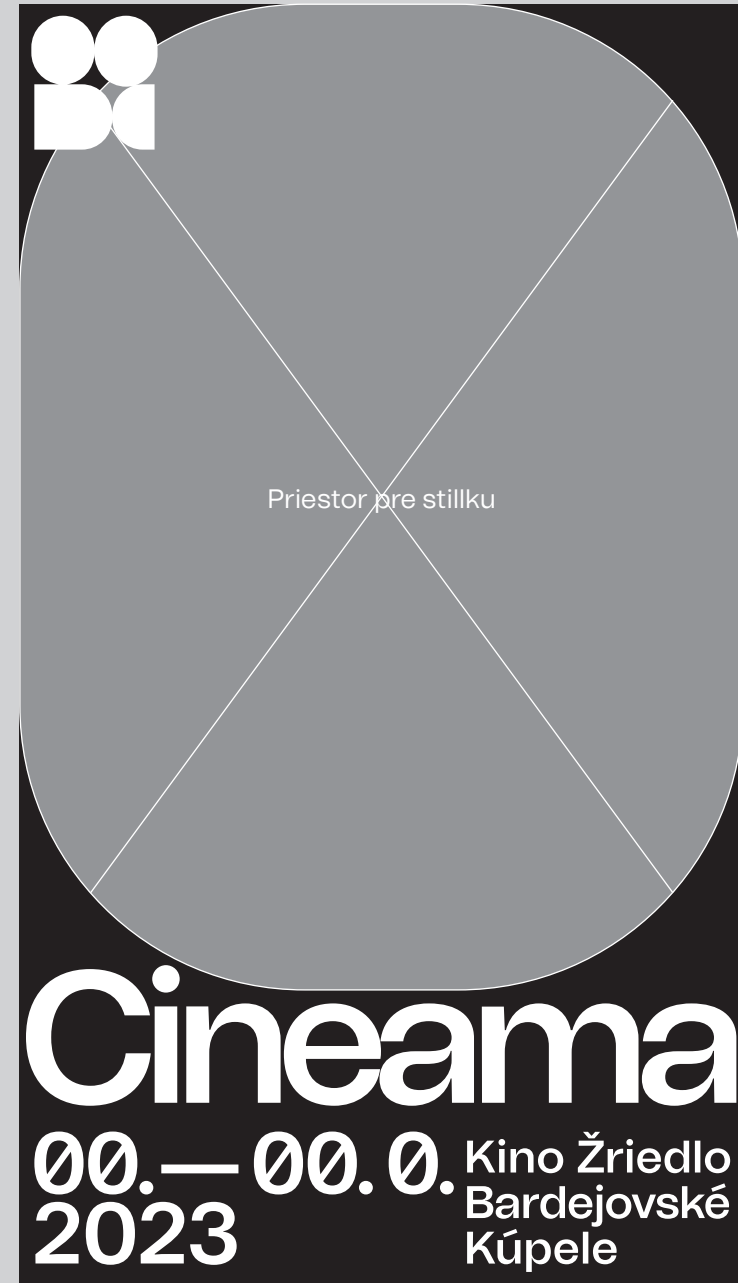 Priestor pre stillku
Cineama
00.— 00. 0.
2023
Kino Žriedlo
Bardejovské
Kúpele